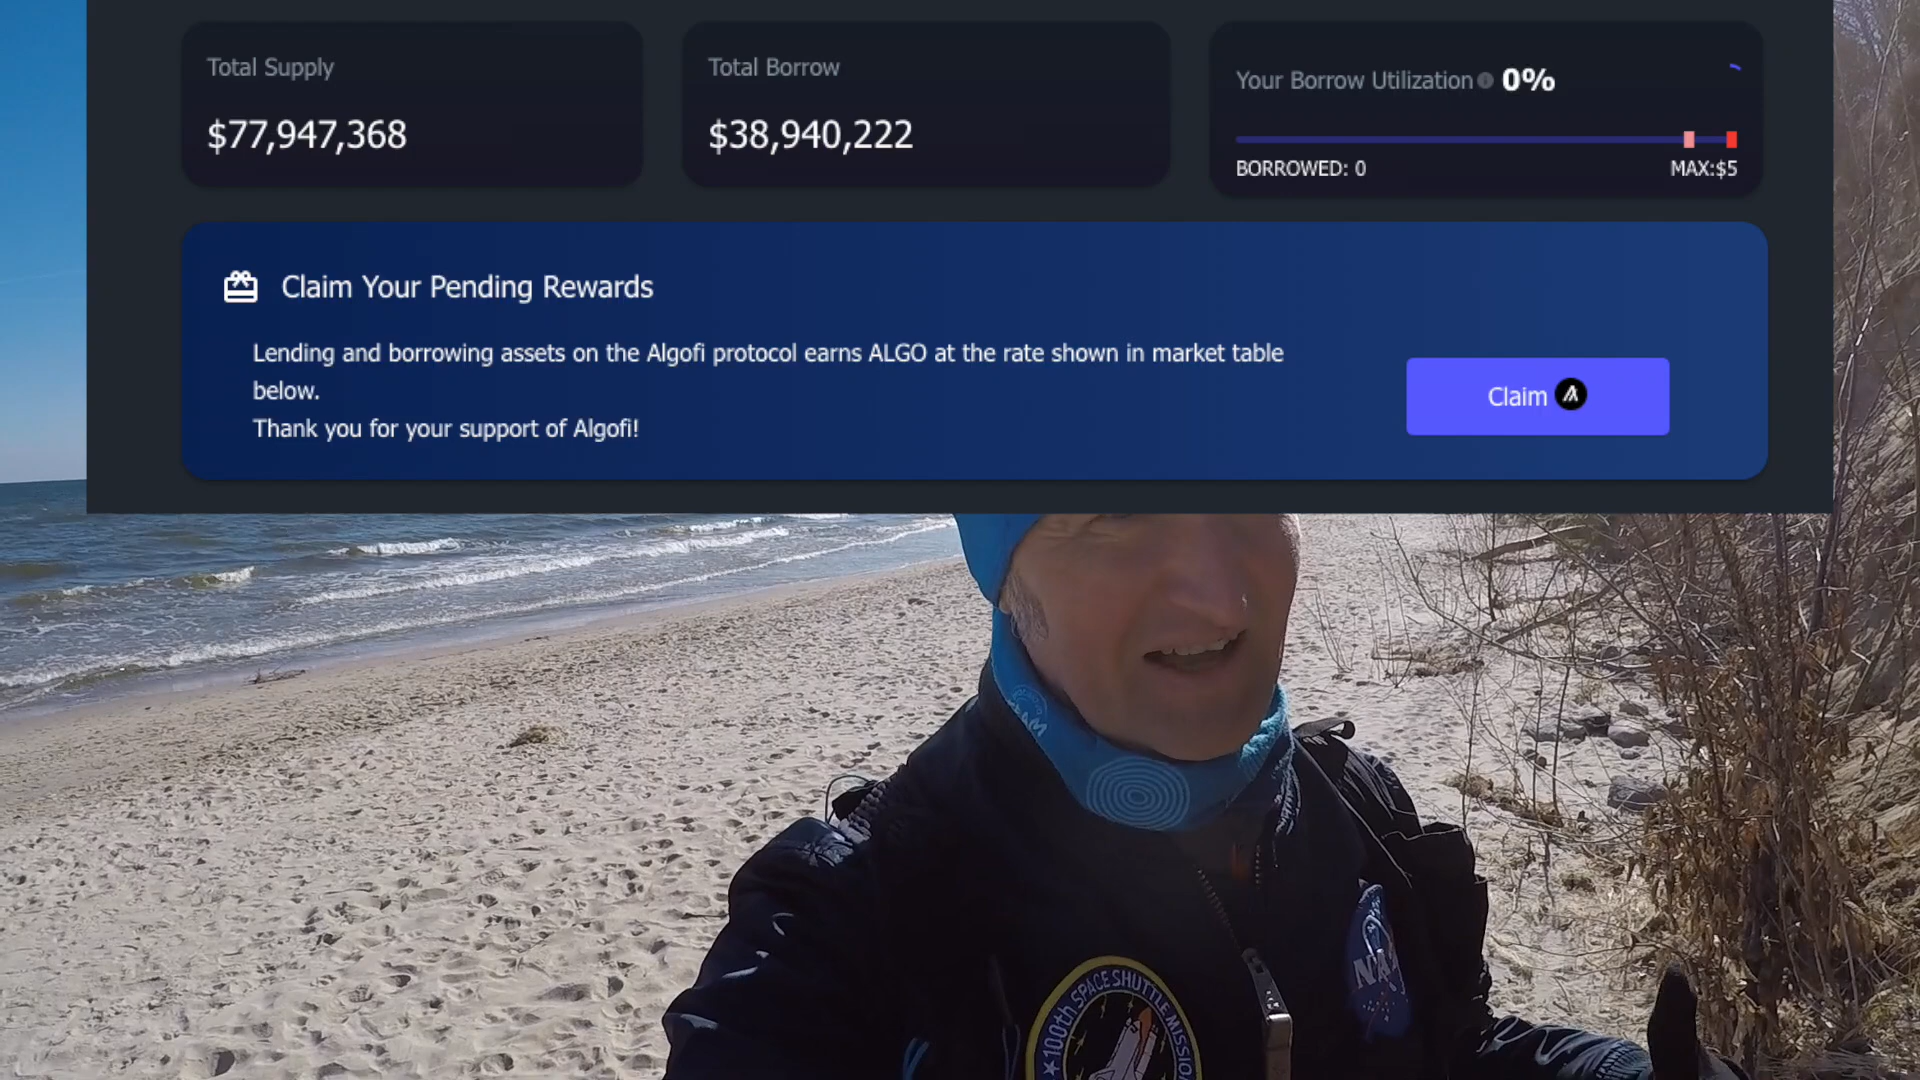 Total Supply
$77,947,368
Total Borrow
$38,940,222
Your Borrow Utilization 0%
BORROWED: 0
MAX:$5
Claim Your Pending Rewards
Lending and borrowing assets on the Algofi protocol earns ALGO at the rate shown in market table
below.
Thank you for your support of Algofi!
Claim
100th SPACE SHUTTLE MISSION
NASA